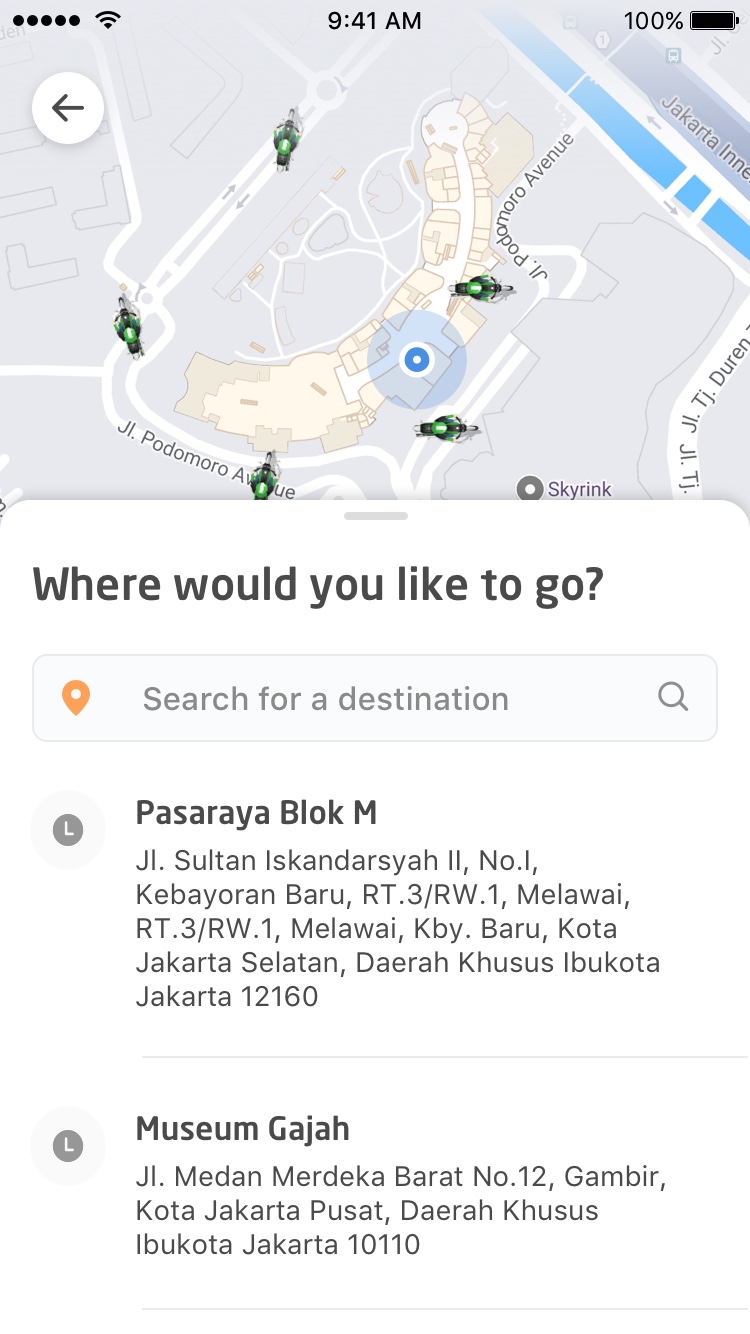 9:41 AM
100%
1
Jl.
Jakarta Inne
Jl. Podomoro Avenue
Jl. Tj. Duren
Jl. Tj.
Jl. Podomoro Avenue
Skyrink
Where would you like to go?
Search for a destination
Pasaraya Blok M
Jl. Sultan Iskandarsyah II, No.I,
Kebayoran Baru, RT.3/RW.1, Melawai,
RT.3/RW.1, Melawai, Kby. Baru, Kota
Jakarta Selatan, Daerah Khusus Ibukota
Jakarta 12160
Museum Gajah
Jl. Medan Merdeka Barat No.12, Gambir,
Kota Jakarta Pusat, Daerah Khusus
Ibukota Jakarta 10110